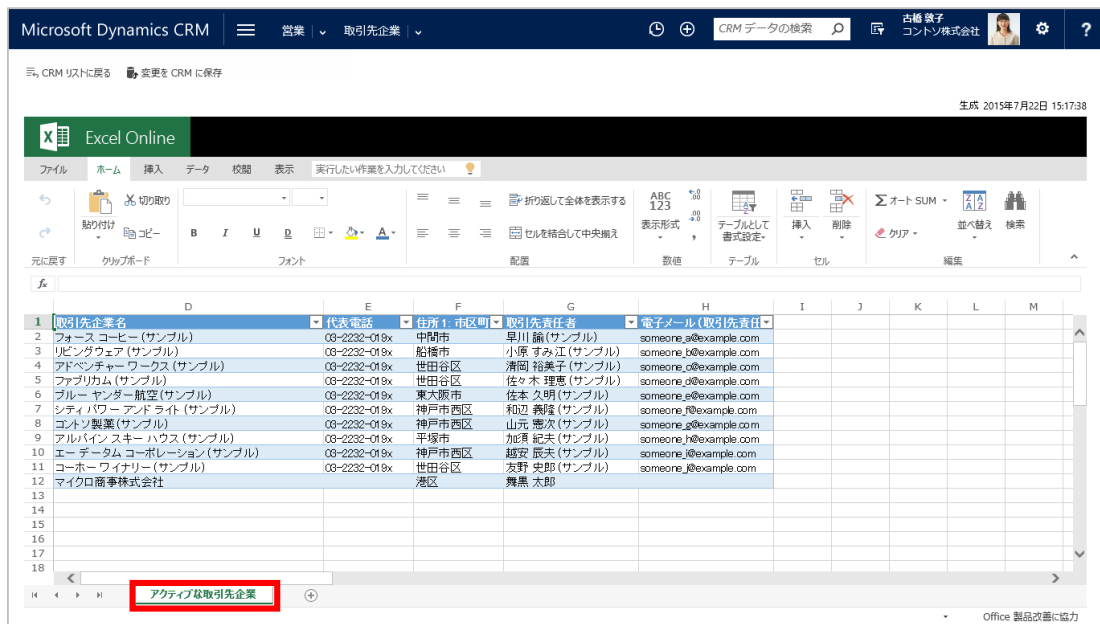 Microsoft Dynamics CRM 営業 取引先企業 CRM データの検索 古橋 敦子
コントソ株式会社 ?
CRM リストに戻る 変更を CRM に保存
生成 2015年7月22日 15:17:38
Excel Online
ファイル ホーム 挿入 データ 校閲 表示 実行したい作業を入力してください
貼り付け 切り取り コピー
B I U D A
折り返して全体を表示する
セルを結合して中央揃え
ABC 123 表示形式
テーブルとして書式設定
挿入 削除
Σ オート SUM クリア
並べ替え 検索
元に戻す クリップボード フォント 配置 数値 テーブル セル 編集
fx
D E F G H I J K L M
1 取引先企業名 代表電話 住所 1: 市区町 取引先責任者 電子メール (取引先責任
2 フォース コーヒー (サンプル) 03-2232-019x 中間市 早川 諭(サンプル) someone_a@example.com
3 リビングウェア (サンプル) 03-2232-019x 船橋市 小原 すみ江(サンプル) someone_b@example.com
4 アドベンチャー ワークス (サンプル) 03-2232-019x 世田谷区 清岡 裕美子(サンプル) someone_c@example.com
5 ファブリカム (サンプル) 03-2232-019x 世田谷区 佐々木 理恵(サンプル) someone_d@example.com
6 ブルー ヤンダー航空(サンプル) 03-2232-019x 東大阪市 佐本 久明(サンプル) someone_e@example.com
7 シティ パワー アンド ライト (サンプル) 03-2232-019x 神戸市西区 和辺 義隆(サンプル) someone_f@example.com
8 コントソ製薬(サンプル) 03-2232-019x 神戸市西区 山元 憲次(サンプル) someone_g@example.com
9 アルパイン スキー ハウス (サンプル) 03-2232-019x 平塚市 加須 紀夫(サンプル) someone_h@example.com
10 エー データム コーポレーション (サンプル) 03-2232-019x 神戸市西区 越安 辰夫(サンプル) someone_i@example.com
11 コーホー ワイナリー (サンプル) 03-2232-019x 世田谷区 友野 史郎(サンプル) someone_j@example.com
12 マイクロ商事株式会社 港区 舞黒 太郎
13
14
15
16
17
18
アクティブな取引先企業
Office 製品改善に協力